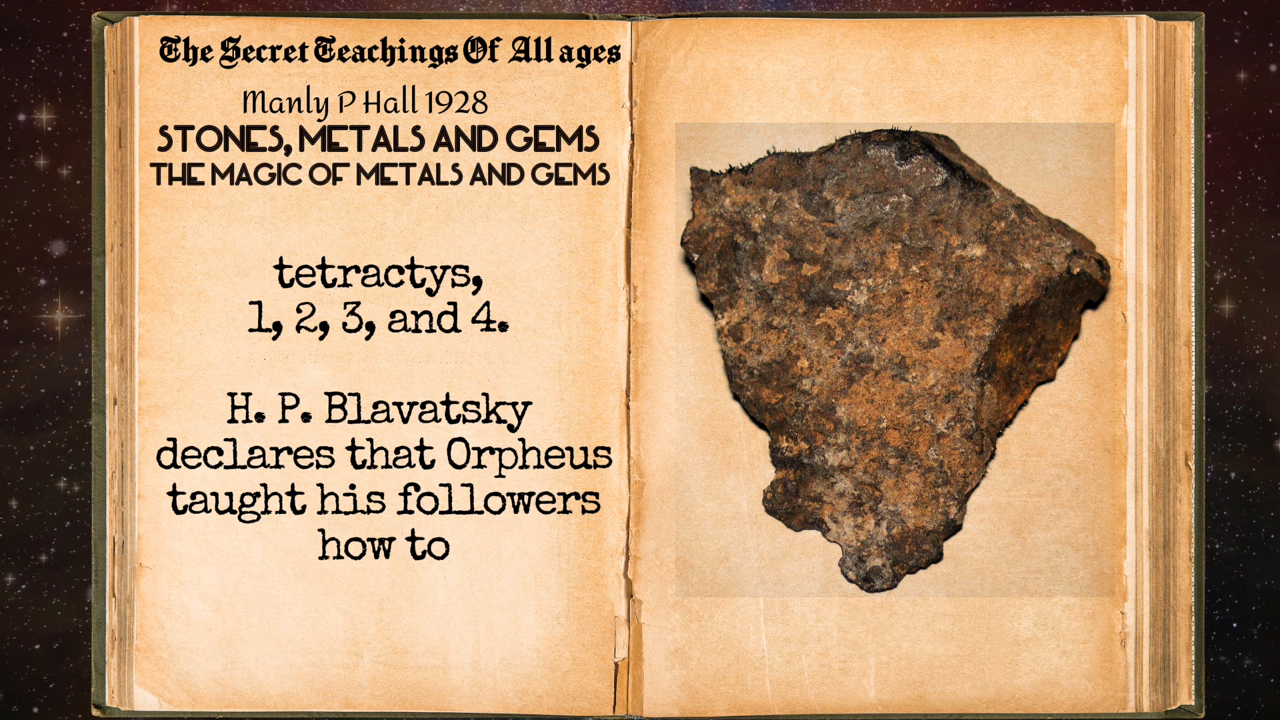 The Secret Teachings Of All ages
Manly P Hall 1928
STONES, METALS AND GEMS
THE MAGIC OF METALS AND GEMS
tetractys,
1, 2, 3, and 4.
H. P. Blavatsky
declares that Orpheus
taught his followers
how to